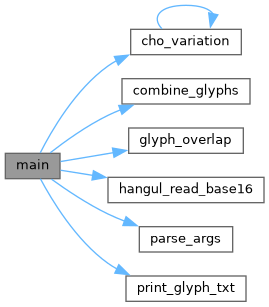 cho_variation
combine_glyphs
glyph_overlap
main
hangul_read_base16
parse_args
print_glyph_txt